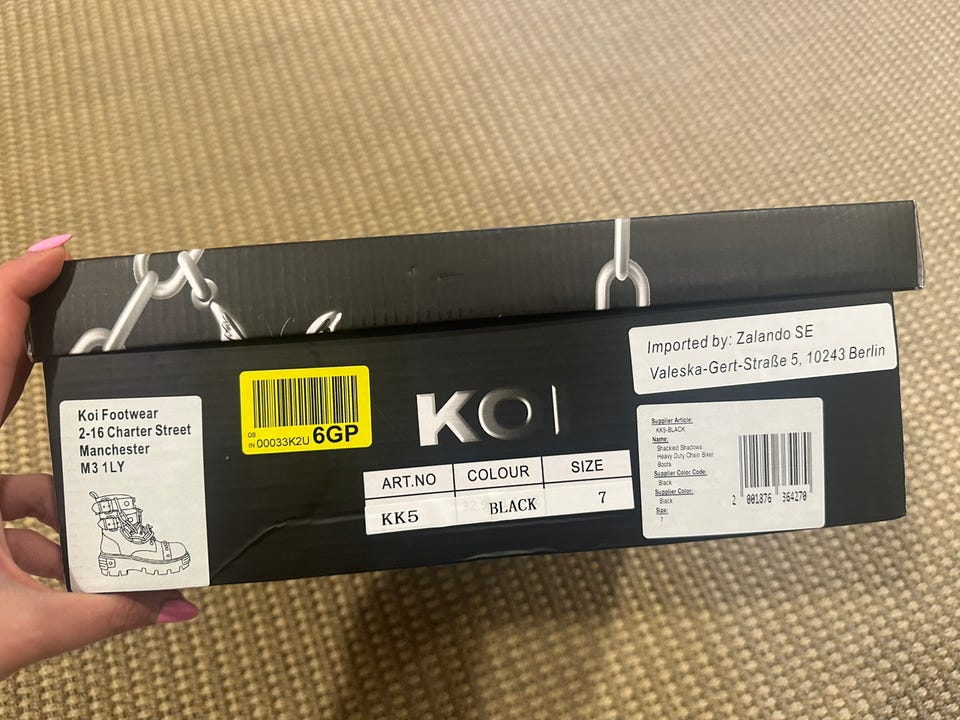 Imported by: Zalando SE
Valeska-Gert-Straße 5, 10243 Berlin
Koi Footwear
2-16 Charter Street
Manchester
M3 1LY
OB
IN 00033K2U 6GP
KOI
ART.NO COLOUR SIZE
KK5 BLACK 7
Supplier Article:
KK5-BLACK
Name:
Shackled Shadows
Heavy Duty Chain Biker
Boots
Supplier Color Code:
Black
Supplier Color:
Black
Size:
7
2 001876 364270